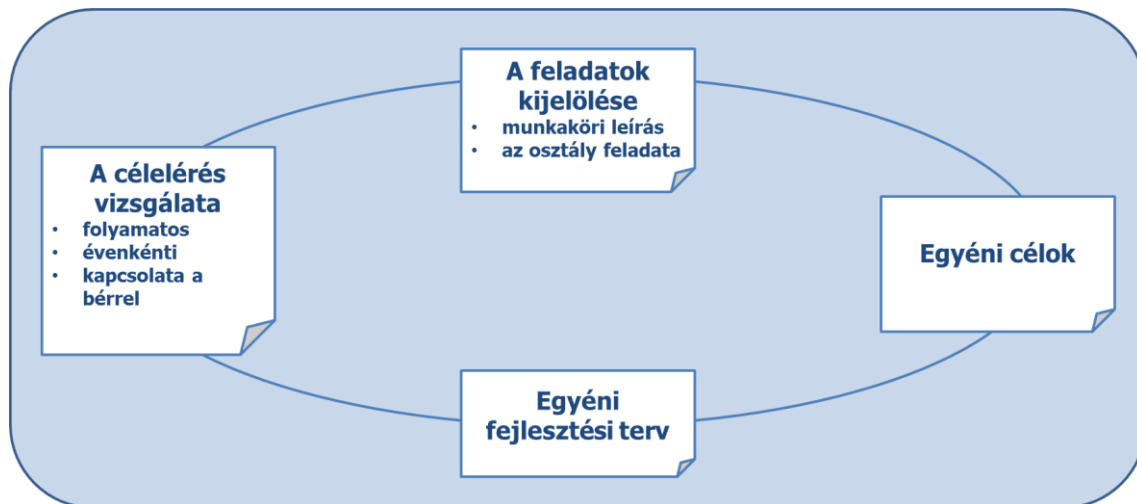 A feladatok
kijelölése
• munkaköri leírás
• az osztály feladata
A célelérés
vizsgálata
• folyamatos
• évenkénti
• kapcsolata a
bérrel
Egyéni célok
Egyéni
fejlesztési terv